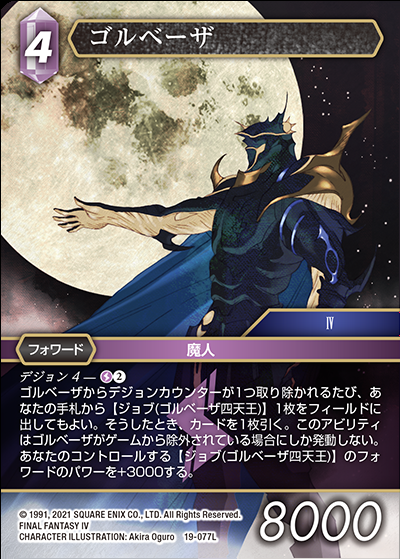 4
ゴルベーザ
IV
フォワード
魔人
デジョン 4 ― 2
ゴルベーザからデジョンカウンターが1つ取り除かれるたび、あ
なたの手札から【ジョブ(ゴルベーザ四天王)】1枚をフィールドに
出してもよい。そうしたとき、カードを1枚引く。このアビリティ
はゴルベーザがゲームから除外されている場合にしか発動しない。
あなたのコントロールする【ジョブ(ゴルベーザ四天王)】のフォ
ワードのパワーを+3000する。
© 1991, 2021 SQUARE ENIX CO., LTD. All Rights Reserved.
FINAL FANTASY IV
CHARACTER ILLUSTRATION: Akira Oguro 19-077L
8000